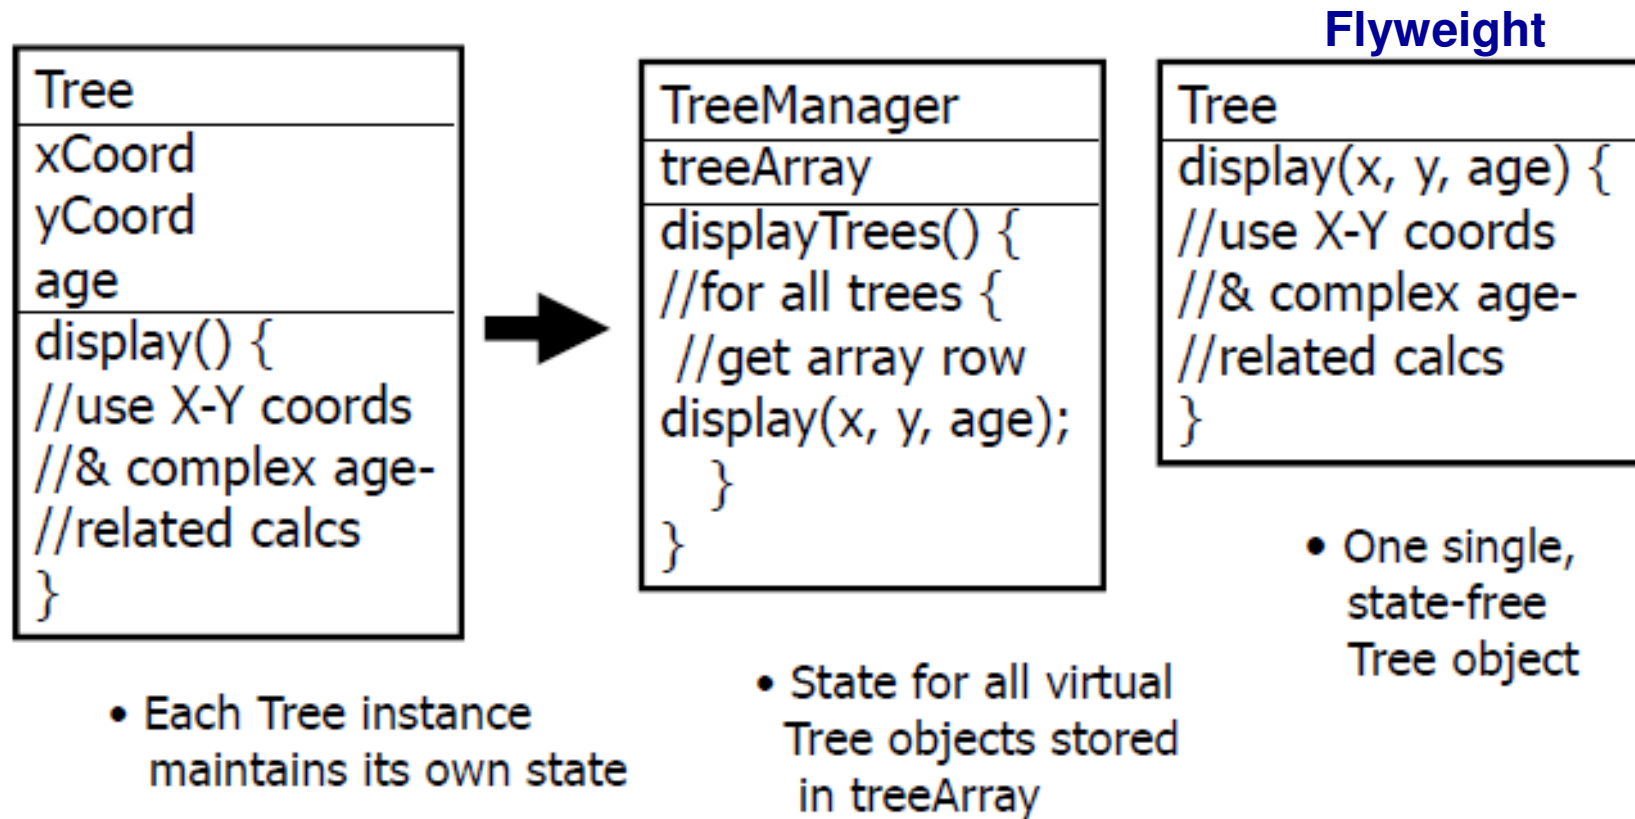 Flyweight
Tree
xCoord
yCoord
age
display() {
//use X-Y coords
//& complex age-
//related calcs
}
• Each Tree instance
maintains its own state
TreeManager
treeArray
displayTrees() {
//for all trees {
//get array row
display(x, y, age);
}
}
• State for all virtual
Tree objects stored
in treeArray
Tree
display(x, y, age) {
//use X-Y coords
//& complex age-
//related calcs
}
• One single,
state-free
Tree object